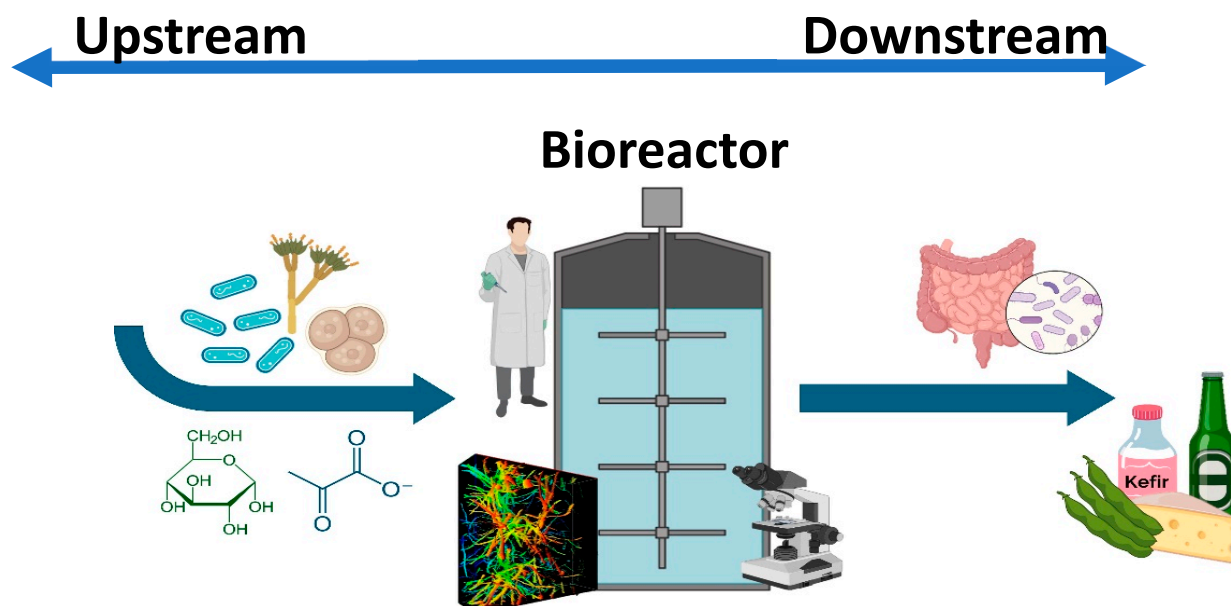 Upstream
Downstream
Bioreactor
CH₂OH
O
OH
OH
OH
OH
O
O⁻
O
Kefir